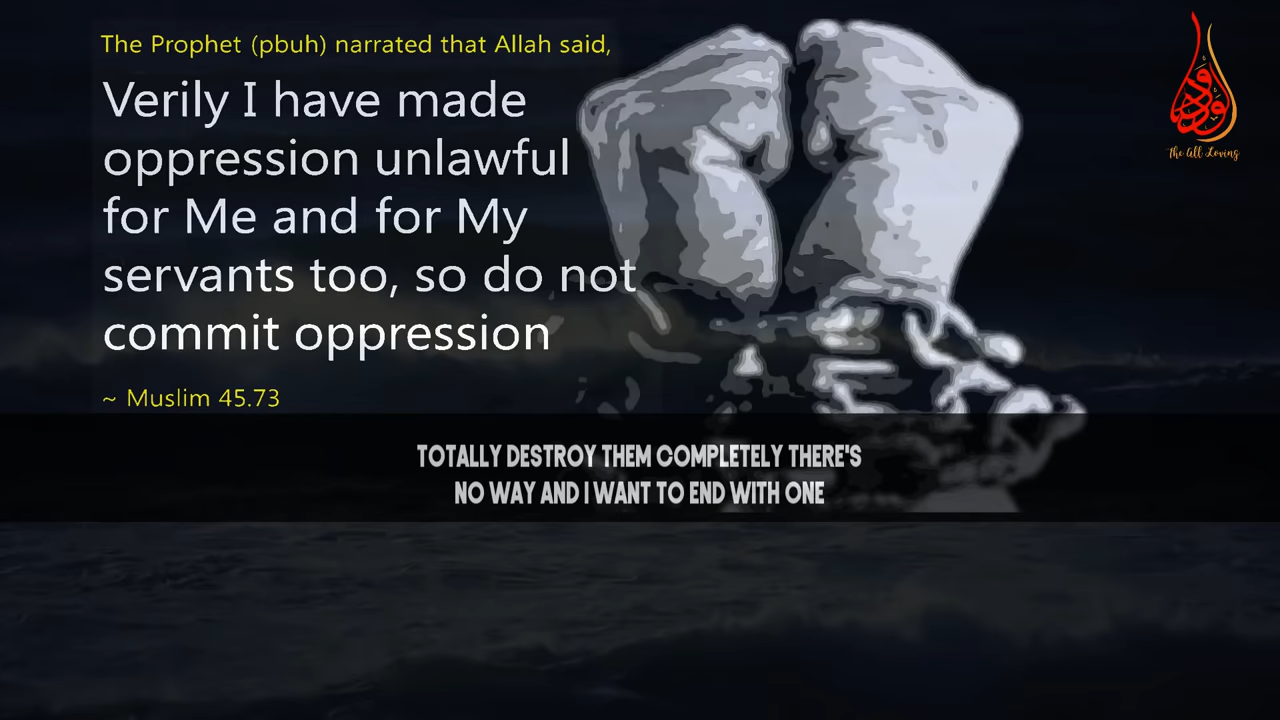 The Prophet (pbuh) narrated that Allah said,
Verily I have made
oppression unlawful
for Me and for My
servants too, so do not
commit oppression
~ Muslim 45.73
TOTALLY DESTROY THEM COMPLETELY THERE'S
NO WAY AND I WANT TO END WITH ONE
The All Loving